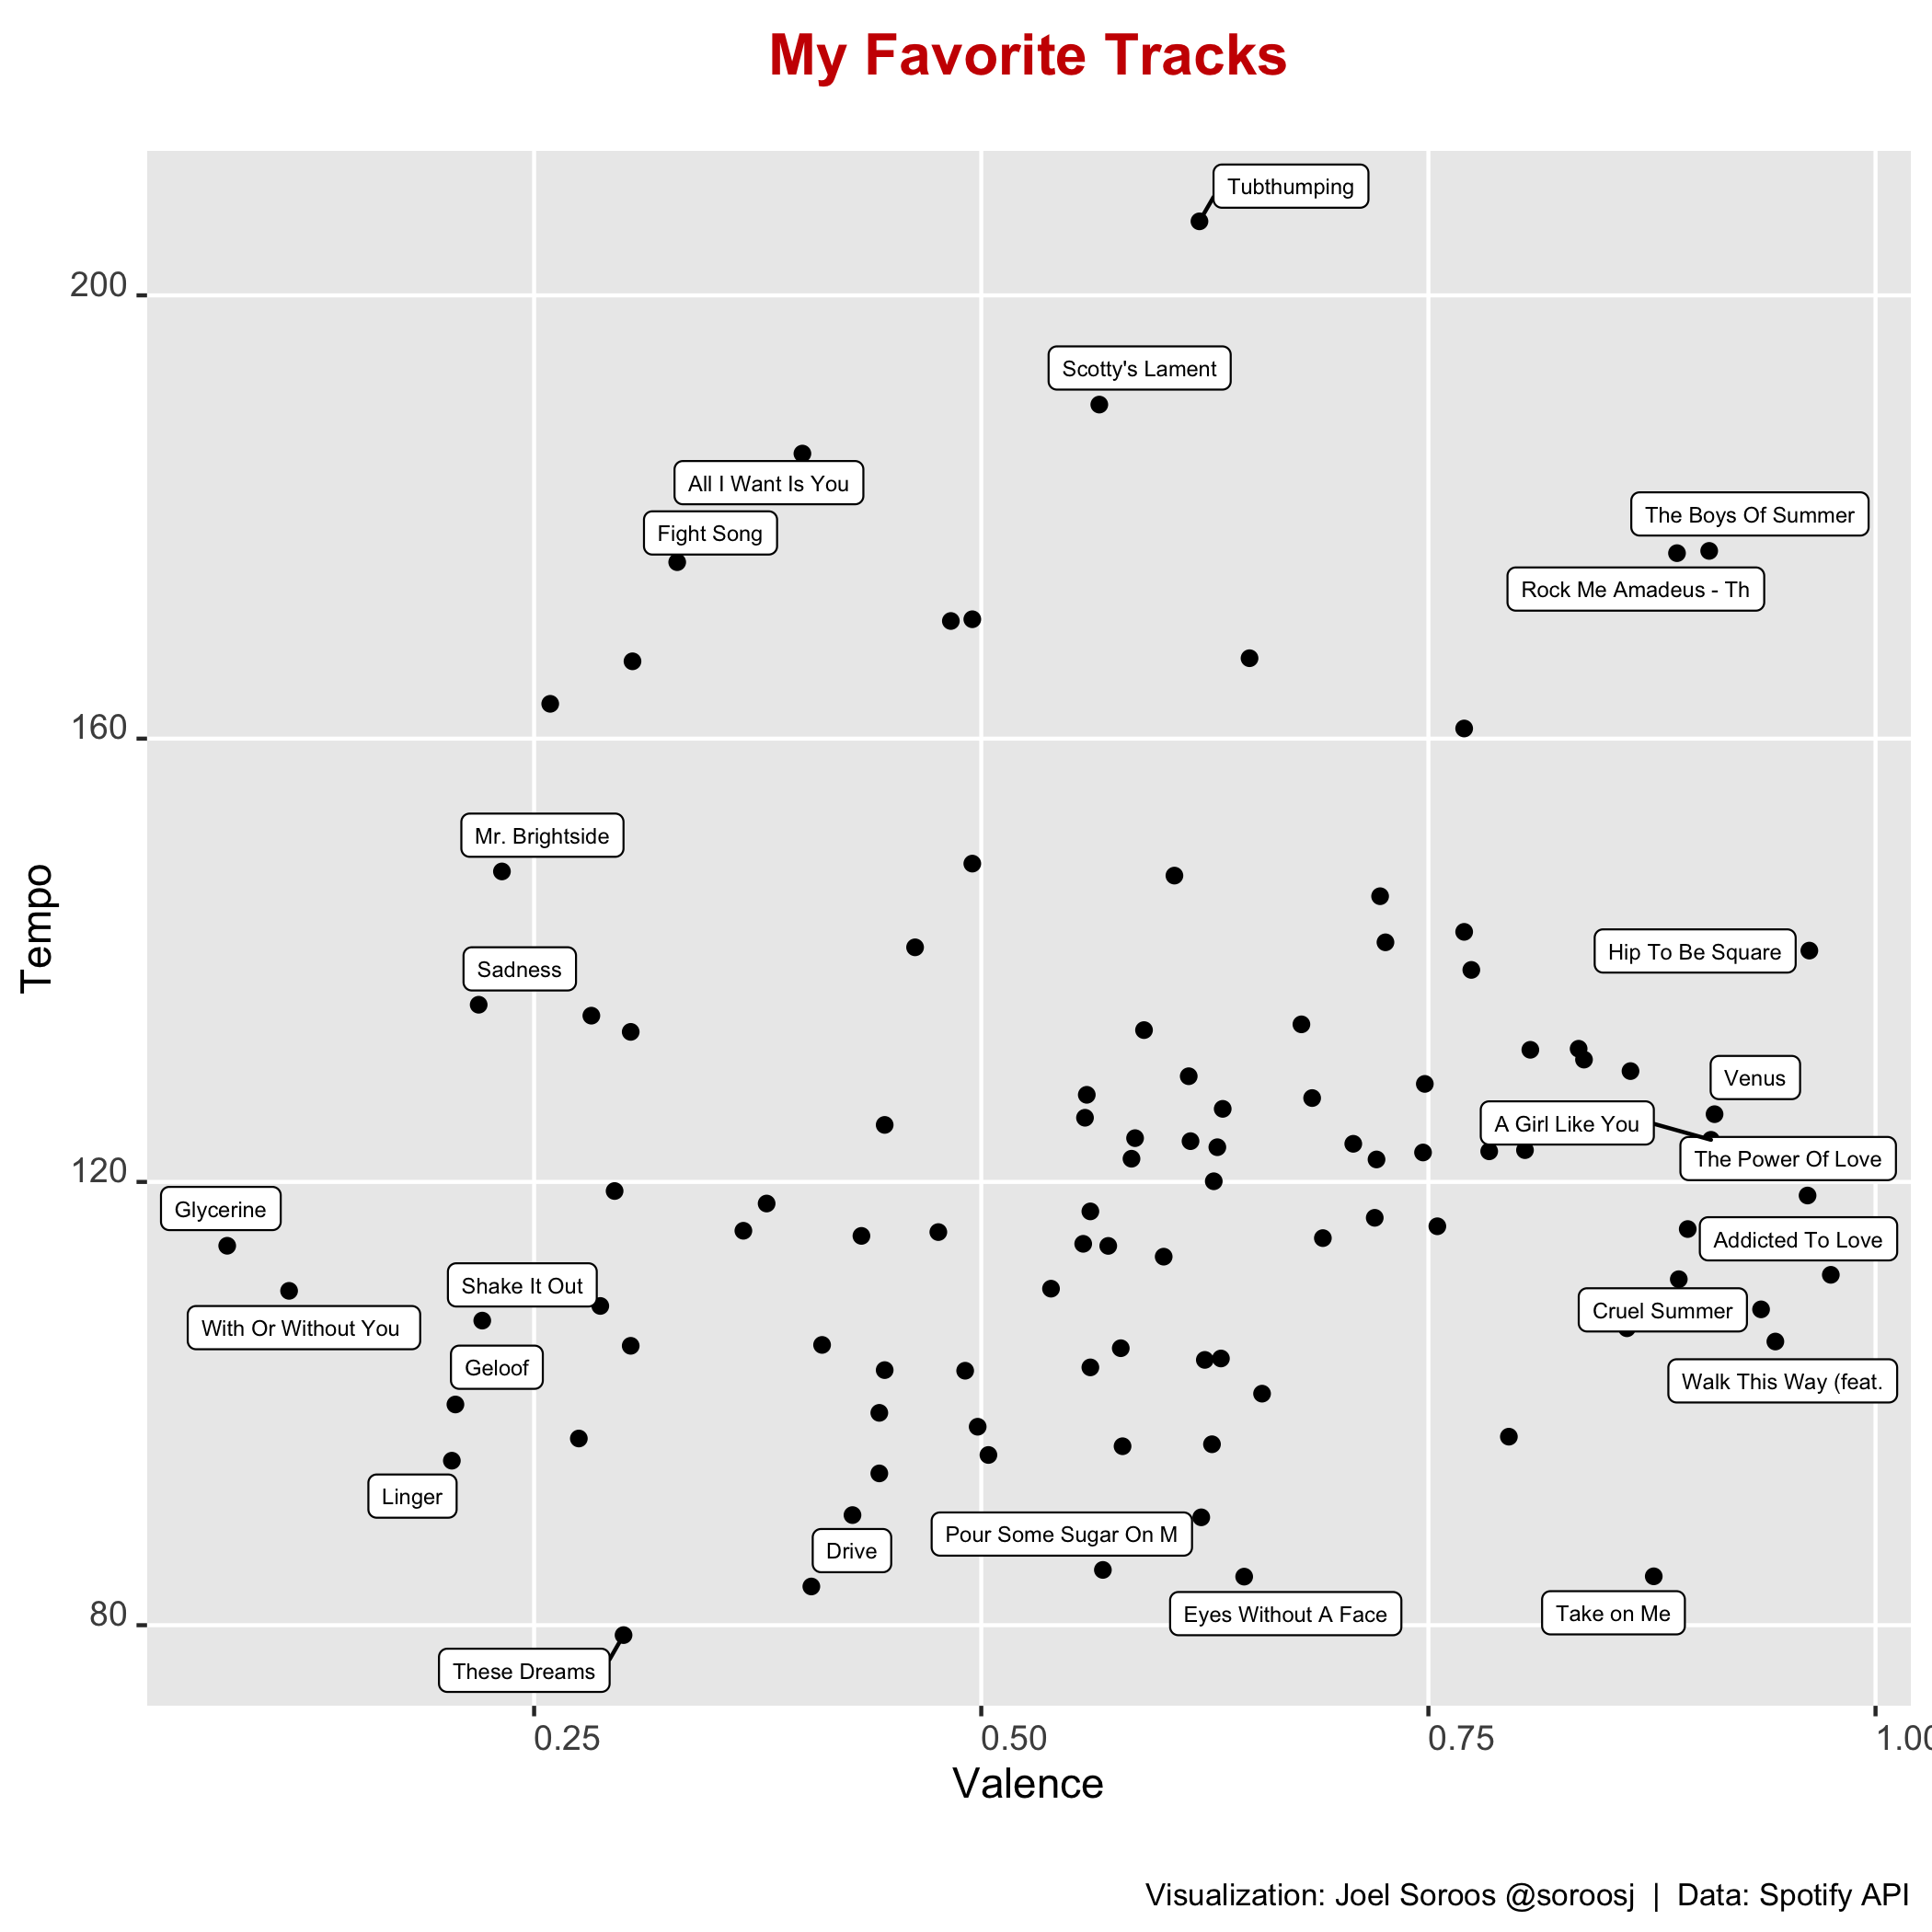 My Favorite Tracks
Tubthumping
200
Scotty's Lament
All I Want Is You
The Boys Of Summer
Fight Song
Rock Me Amadeus - Th
160
Mr. Brightside
Tempo
Hip To Be Square
Sadness
Venus
A Girl Like You
The Power Of Love
120
Glycerine
Addicted To Love
Shake It Out
Cruel Summer
With Or Without You
Geloof
Walk This Way (feat.
Linger
Pour Some Sugar On M
Drive
80
Eyes Without A Face
Take on Me
These Dreams
0.25 0.50 0.75 1.00
Valence
Visualization: Joel Soroos @soroosj | Data: Spotify API